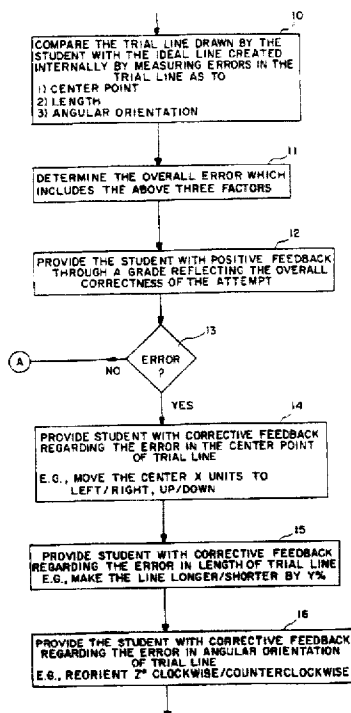 10
COMPARE THE TRIAL LINE DRAWN BY THE
STUDENT WITH THE IDEAL LINE CREATED
INTERNALLY BY MEASURING ERRORS IN THE
TRIAL LINE AS TO
1) CENTER POINT
2) LENGTH
3) ANGULAR ORIENTATION
11
DETERMINE THE OVERALL ERROR WHICH
INCLUDES THE ABOVE THREE FACTORS
12
PROVIDE THE STUDENT WITH POSITIVE FEEDBACK
THROUGH A GRADE REFLECTING THE OVERALL
CORRECTNESS OF THE ATTEMPT
13
ERROR
?
A
NO
YES
14
PROVIDE STUDENT WITH CORRECTIVE FEEDBACK
REGARDING THE ERROR IN THE CENTER POINT
OF TRIAL LINE
E.G., MOVE THE CENTER X UNITS TO
LEFT/RIGHT, UP/DOWN
15
PROVIDE STUDENT WITH CORRECTIVE FEEDBACK
REGARDING THE ERROR IN LENGTH OF TRIAL LINE
E.G., MAKE THE LINE LONGER/SHORTER BY Y%
16
PROVIDE THE STUDENT WITH CORRECTIVE FEEDBACK
REGARDING THE ERROR IN ANGULAR ORIENTATION
OF TRIAL LINE
E.G., REORIENT Z° CLOCKWISE/COUNTERCLOCKWISE